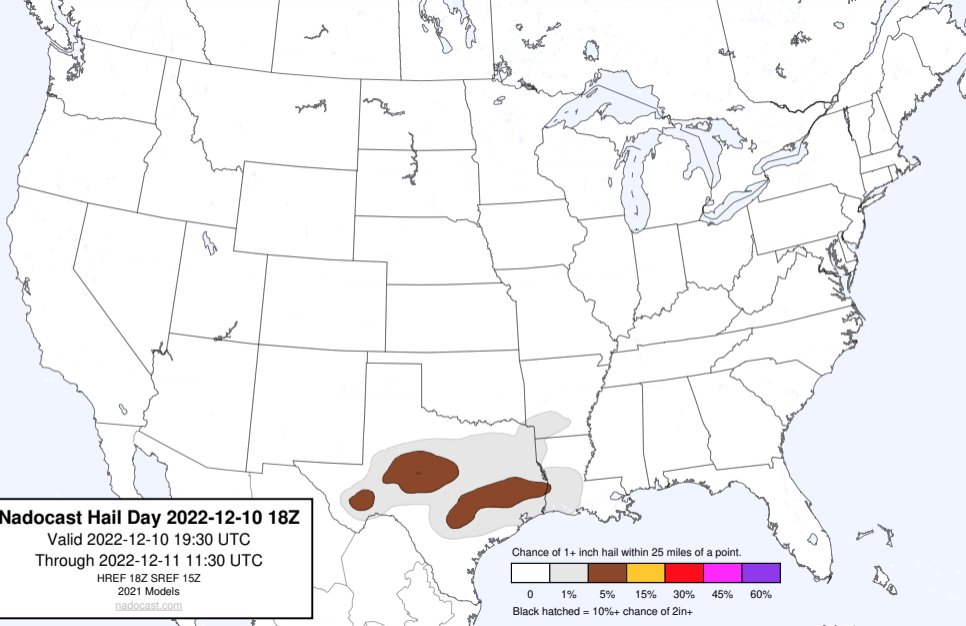 Nadocast Hail Day 2022-12-10 18Z
Valid 2022-12-10 19:30 UTC
Through 2022-12-11 11:30 UTC
HREF 18Z SREF 15Z
2021 Models
nadocast.com
Chance of 1+ inch hail within 25 miles of a point.
0 1% 5% 15% 30% 45% 60%
Black hatched = 10%+ chance of 2in+